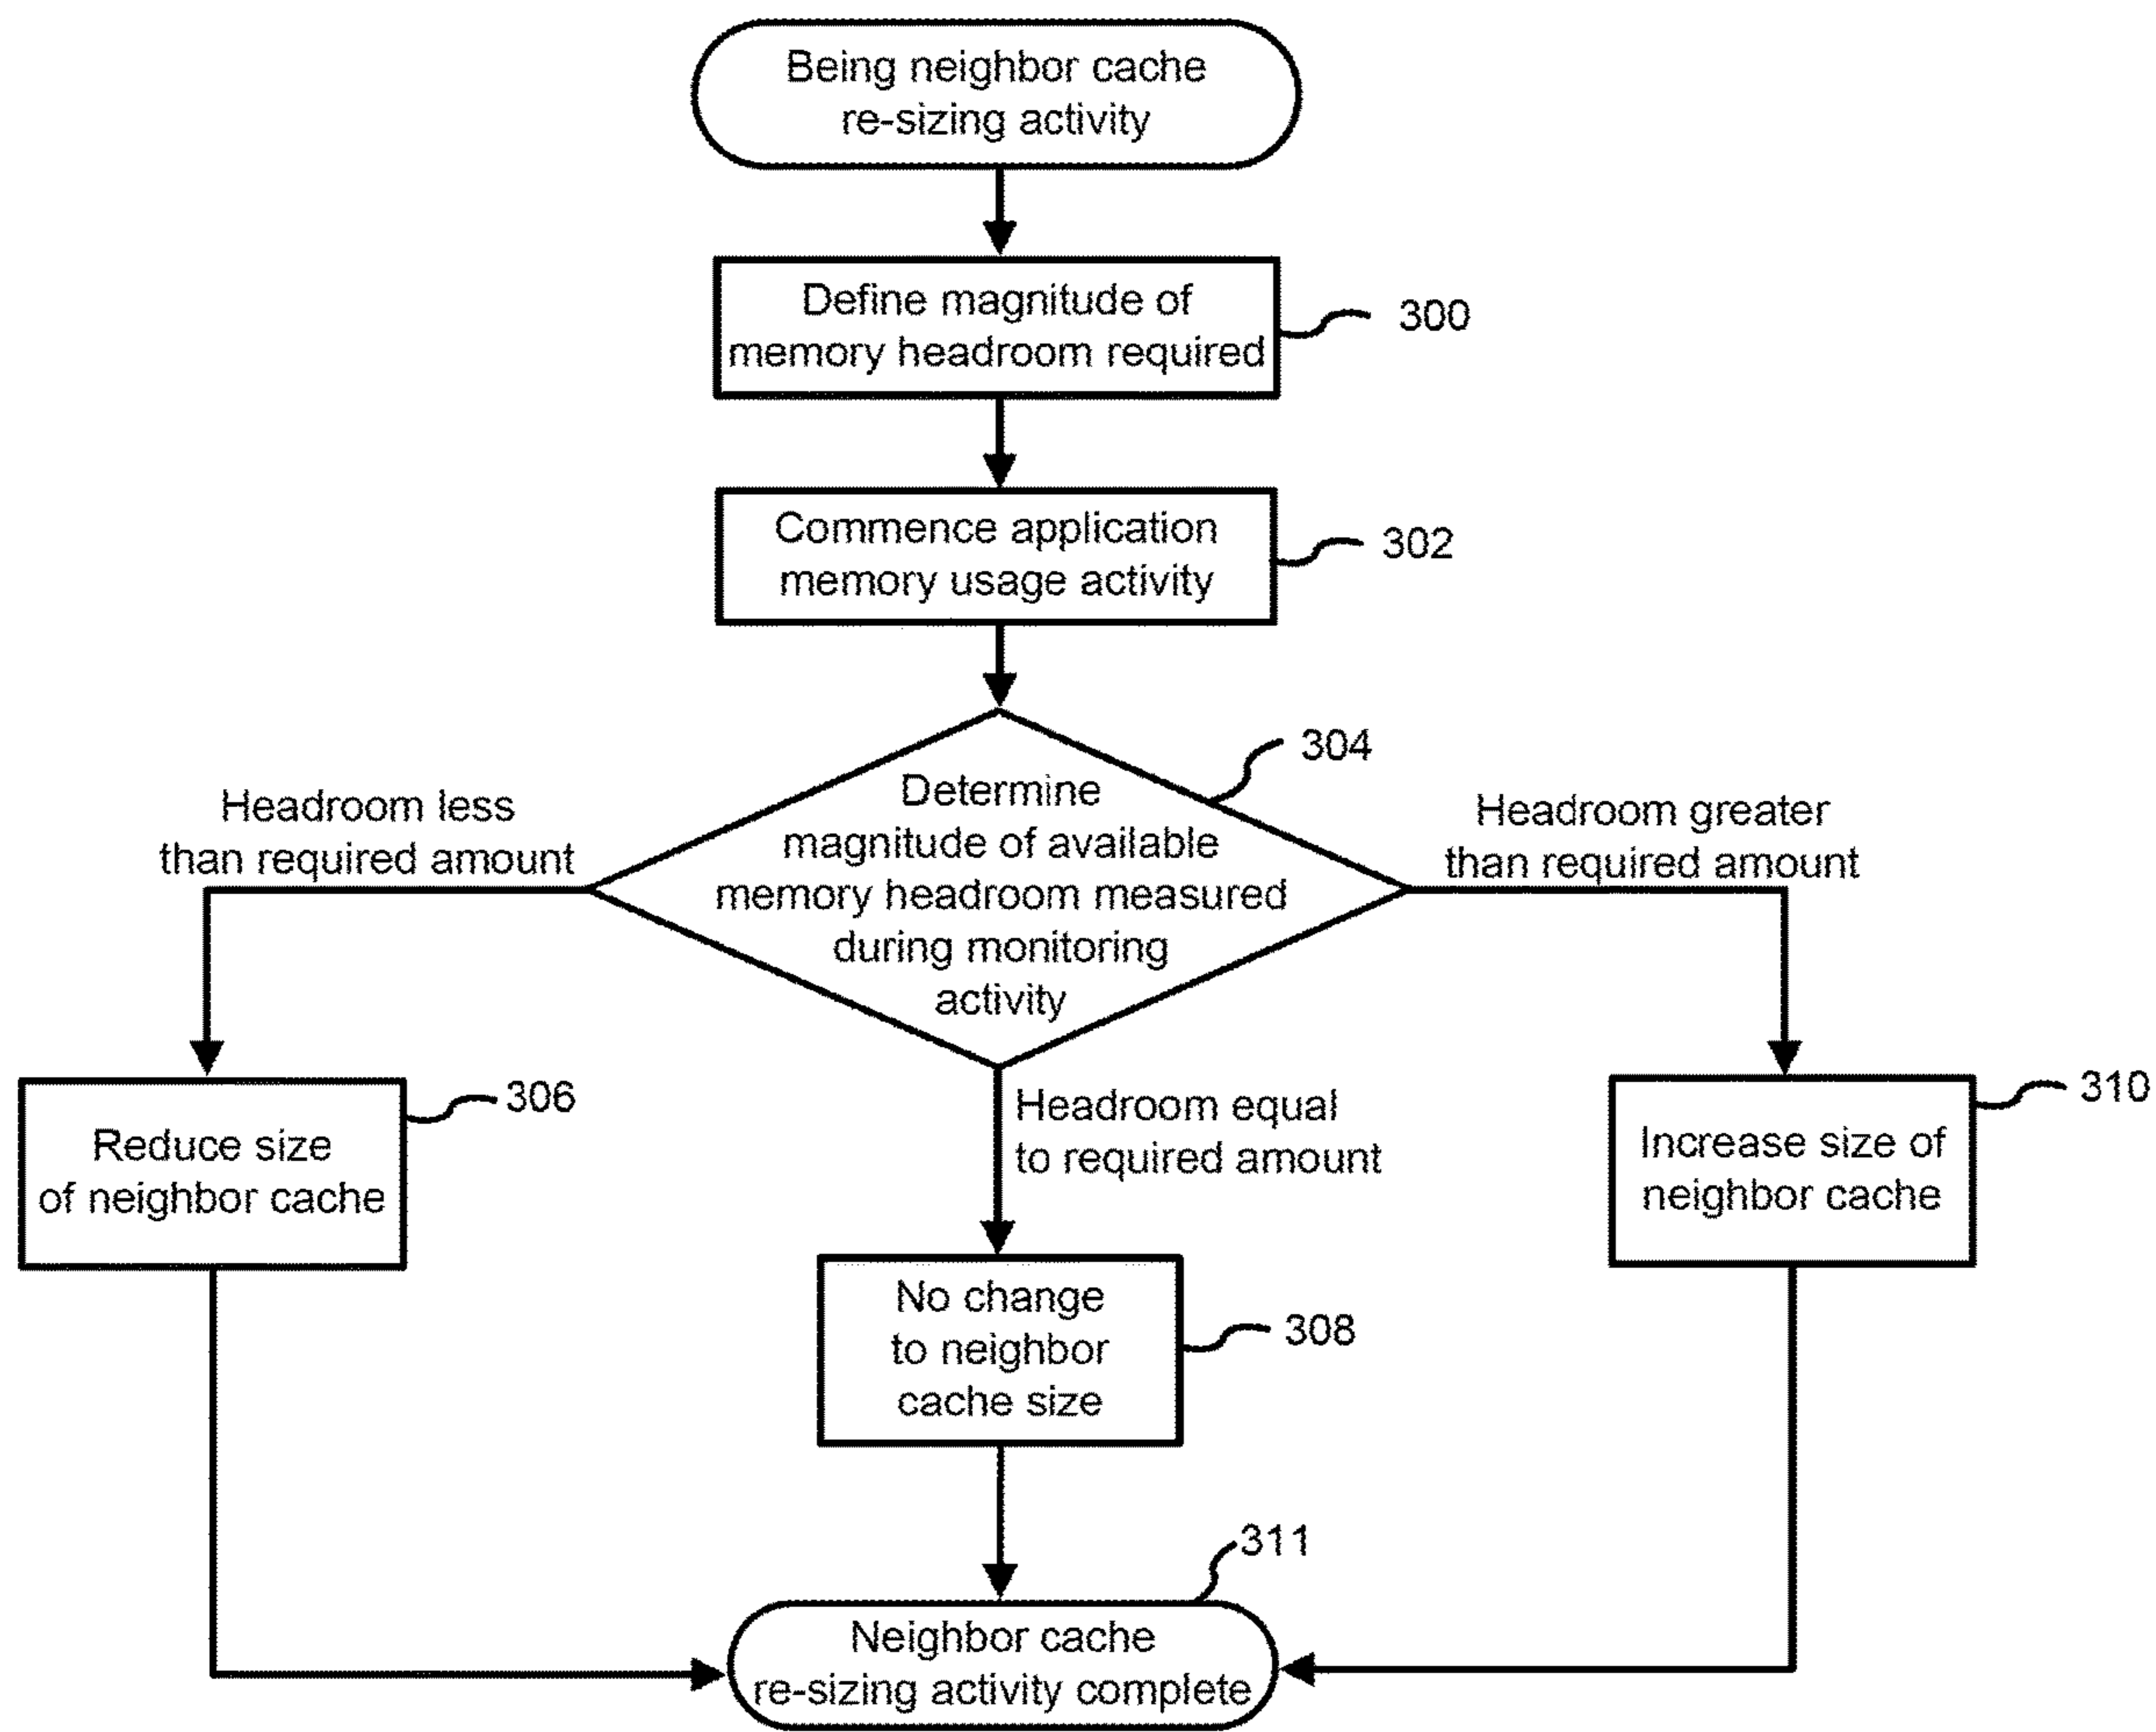 Being neighbor cache
re-sizing activity
Define magnitude of
memory headroom required
300
Commence application
memory usage activity
302
304
Determine
magnitude of available
memory headroom measured
during monitoring
activity
Headroom less
than required amount
Headroom greater
than required amount
306
Reduce size
of neighbor cache
Headroom equal
to required amount
310
Increase size of
neighbor cache
No change
to neighbor
cache size
308
311
Neighbor cache
re-sizing activity complete